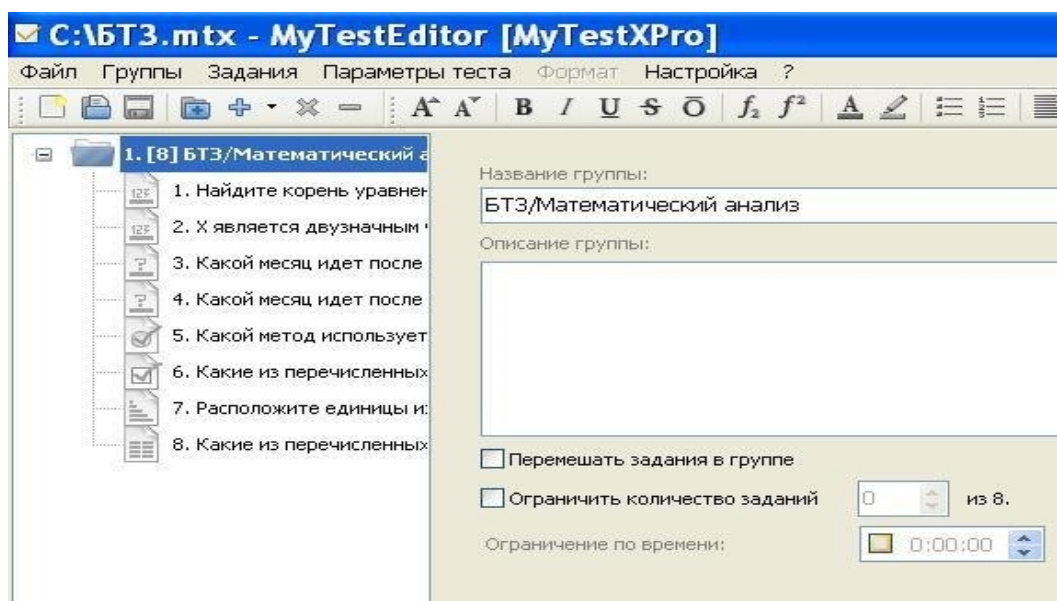 C:\БТЗ.mtx - MyTestEditor [MyTestXPro]
Файл Группы Задания Параметры теста Формат Настройка ?
A A B I U S O f₂ f² A
1. [8] БТЗ/Математический а
1. Найдите корень уравнен
2. X является двузначным
3. Какой месяц идет после
4. Какой месяц идет после
5. Какой метод использует
6. Какие из перечисленных
7. Расположите единицы из
8. Какие из перечисленных
Название группы:
БТЗ/Математический анализ
Описание группы:
Перемешать задания в группе
Ограничить количество заданий 0 из 8.
Ограничение по времени: 0:00:00